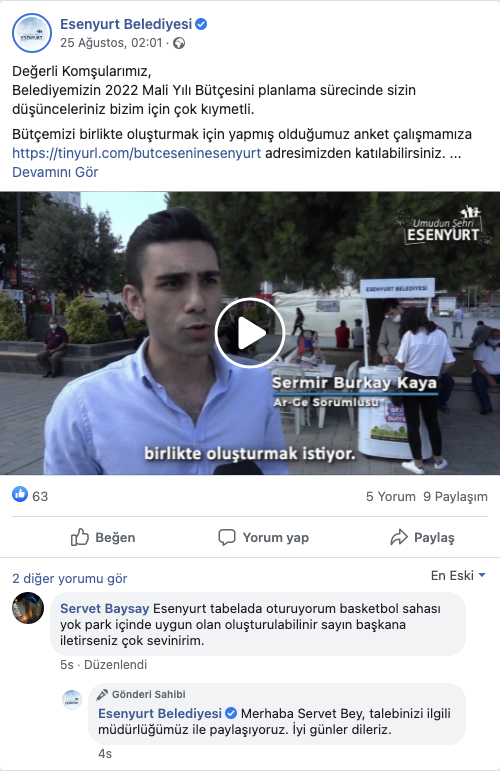 Esenyurt Belediyesi
25 Ağustos, 02:01 ·
Değerli Komşularımız,
Belediyemizin 2022 Mali Yılı Bütçesini planlama sürecinde sizin
düşünceleriniz bizim için çok kıymetli.
Bütçemizi birlikte oluşturmak için yapmış olduğumuz anket çalışmamıza
https://tinyurl.com/butceseninesenyurt adresimizden katılabilirsiniz. ...
Devamını Gör
Umudun Şehri
ESENYURT
ESENYURT BELEDİYESİ
Sermir Burkay Kaya
Ar-Ge Sorumlusu
birlikte oluşturmak istiyor.
63
5 Yorum 9 Paylaşım
Beğen Yorum yap Paylaş
2 diğer yorumu gör
En Eski
Servet Baysay Esenyurt tabelada oturuyorum basketbol sahası
yok park içinde uygun olan oluşturulabilinir sayın başkana
iletirseniz çok sevinirim.
5s · Düzenlendi
Gönderi Sahibi
Esenyurt Belediyesi Merhaba Servet Bey, talebinizi ilgili
müdürlüğümüz ile paylaşıyoruz. İyi günler dileriz.
4s